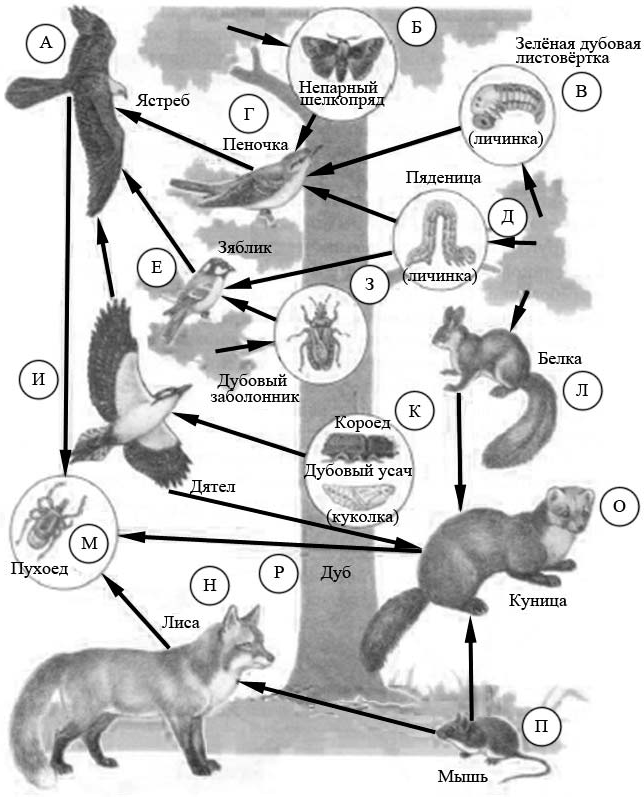 А
Ястреб
Б
Непарный
шелкопряд
Зелёная дубовая
листовёртка
В
(личинка)
Г
Пеночка
Пяденица
Д
(личинка)
Е
Зяблик
З
Дубовый
заболонник
Белка
Л
И
Дятел
К
Короед
Дубовый усач
(куколка)
О
Куница
М
Пухоед
Н
Лиса
Р
Дуб
П
Мышь